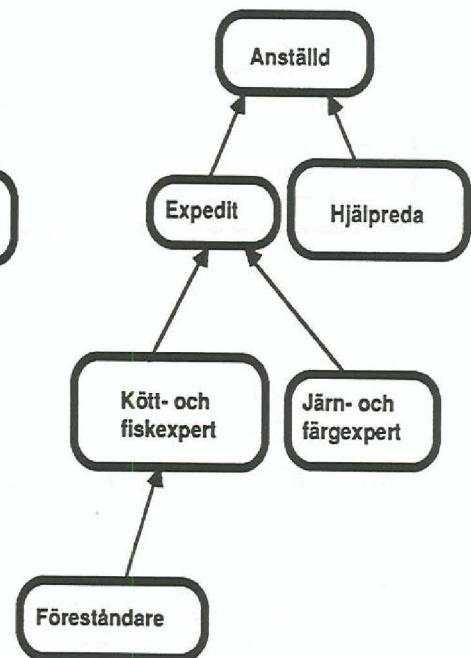 Anställd
Expedit
Hjälpreda
Kött- och
fiskexpert
Järn- och
färgexpert
Föreståndare